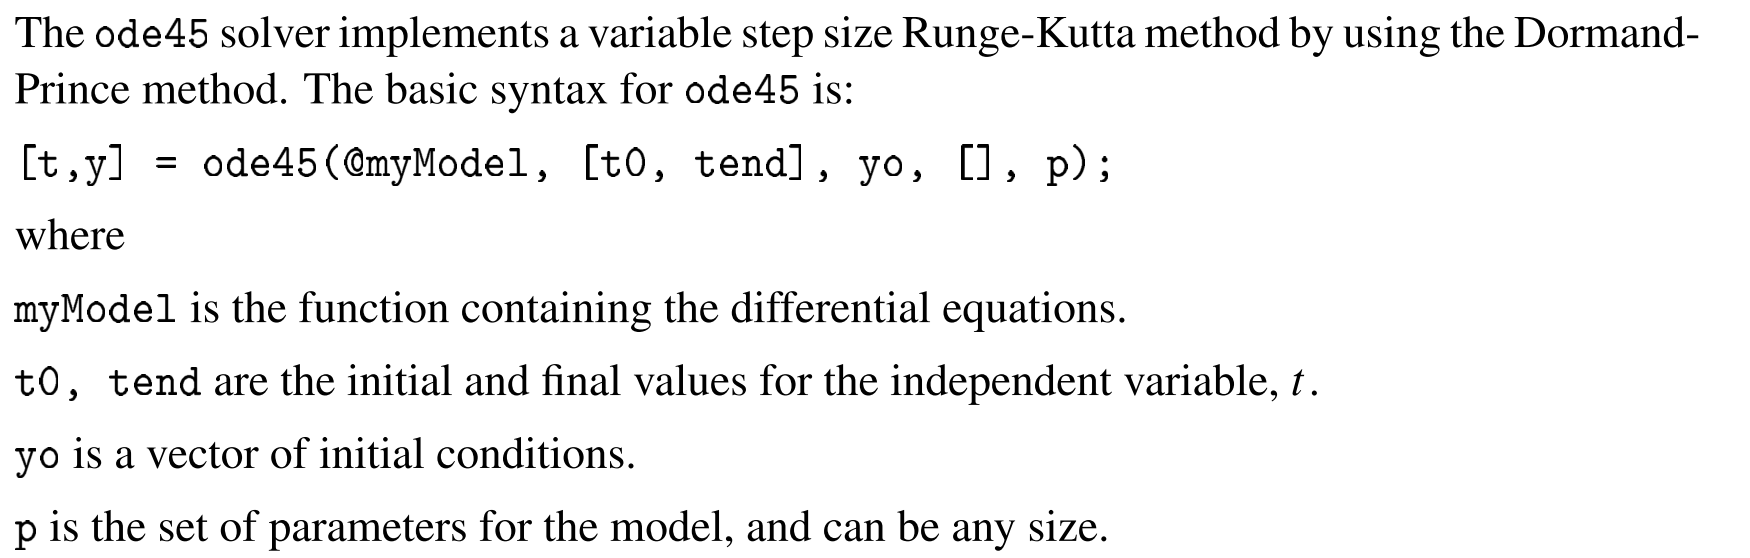 The ode45 solver implements a variable step size Runge-Kutta method by using the Dormand-
Prince method. The basic syntax for ode45 is:
[t,y] = ode45(@myModel, [t0, tend], yo, [], p);
where
myModel is the function containing the differential equations.
t0, tend are the initial and final values for the independent variable, t.
yo is a vector of initial conditions.
p is the set of parameters for the model, and can be any size.